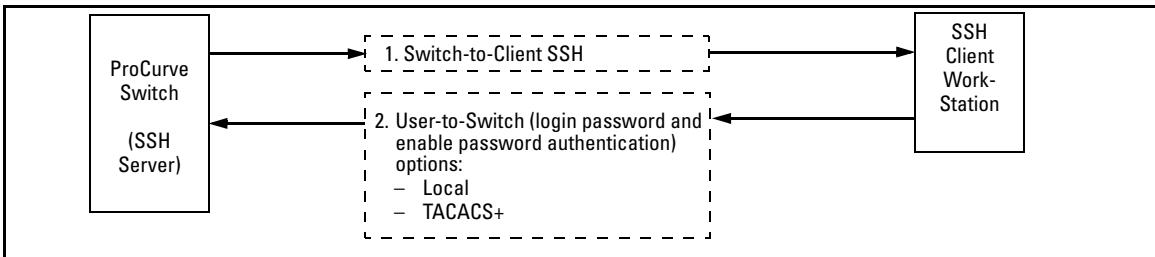 ProCurve
Switch
(SSH
Server)
1. Switch-to-Client SSH
2. User-to-Switch (login password and
enable password authentication)
options:
– Local
– TACACS+
SSH
Client
Work-
Station